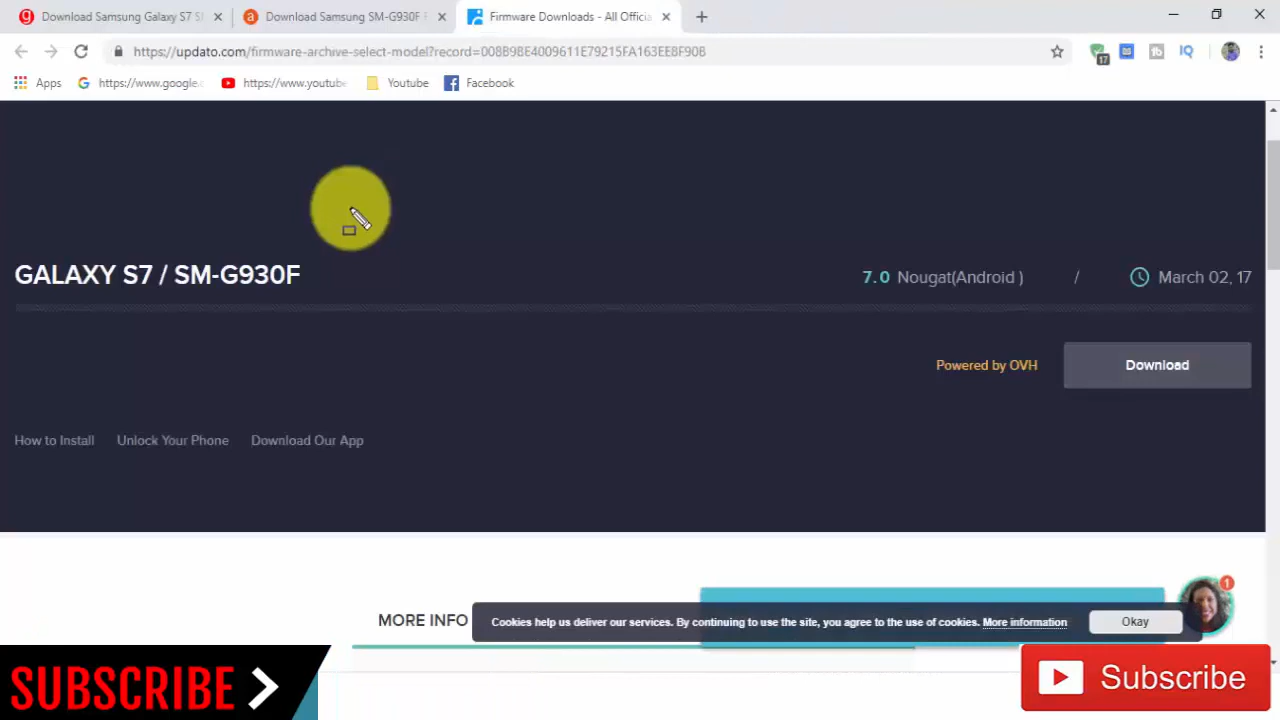 Download Samsung Galaxy S7 S
Download Samsung SM-G930F F
Firmware Downloads - All Officia
https://updato.com/firmware-archive-select-model?record=008B9BE4009611E79215FA163EE8F90B
17
Apps
https://www.google.c
https://www.youtube
Youtube
Facebook
GALAXY S7 / SM-G930F
7.0 Nougat(Android ) / March 02, 17
Powered by OVH
Download
How to Install Unlock Your Phone Download Our App
MORE INFO
Cookies help us deliver our services. By continuing to use the site, you agree to the use of cookies. More information
Okay
1
SUBSCRIBE
Subscribe